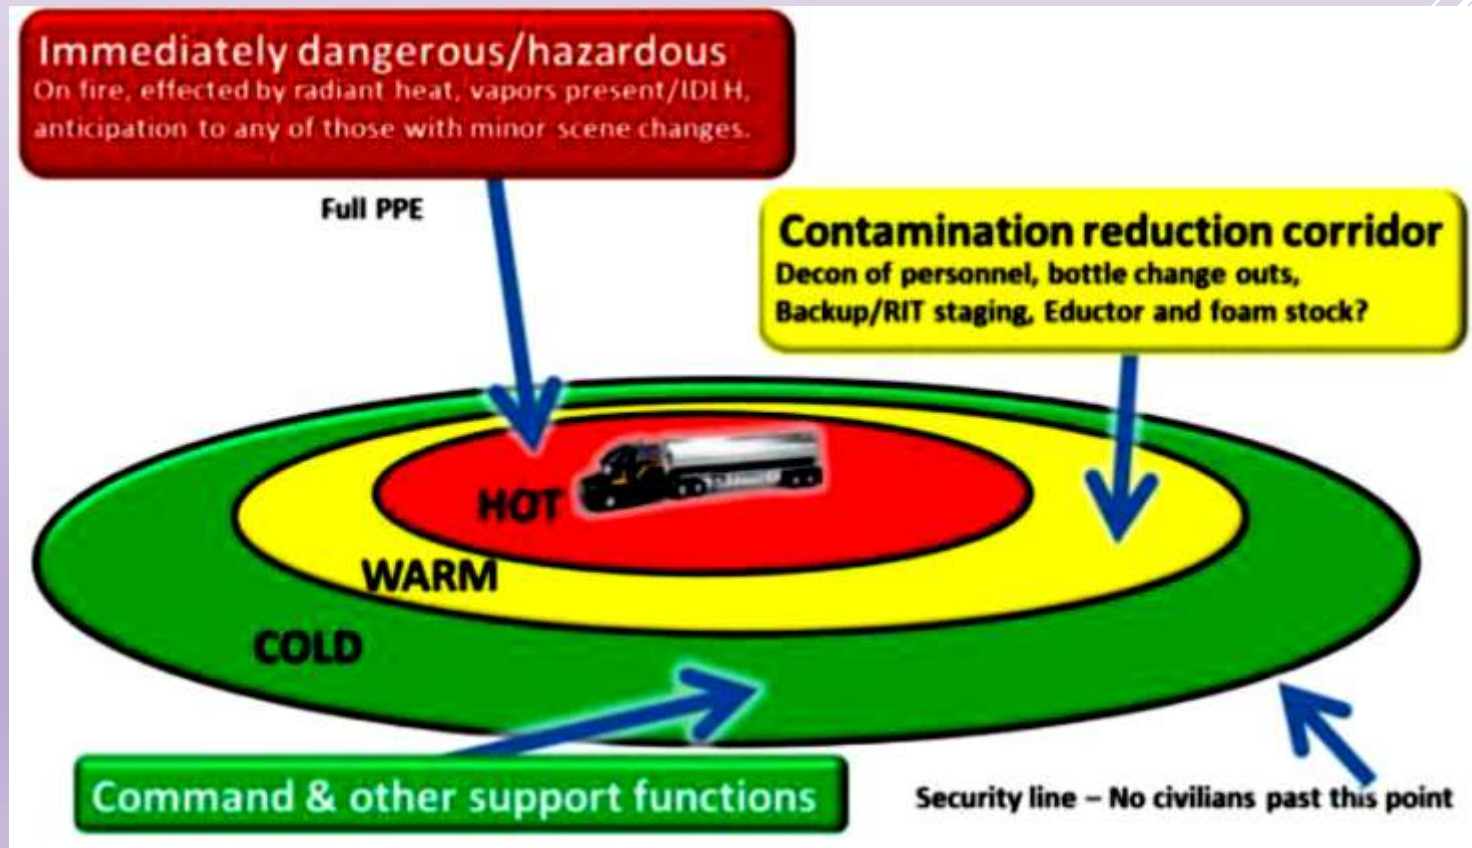 Immediately dangerous/hazardous
On fire, effected by radiant heat, vapors present/IDLH,
anticipation to any of those with minor scene changes.
Full PPE
Contamination reduction corridor
Decon of personnel, bottle change outs,
Backup/RIT staging, Eductor and foam stock?
HOT
WARM
COLD
Command & other support functions
Security line – No civilians past this point